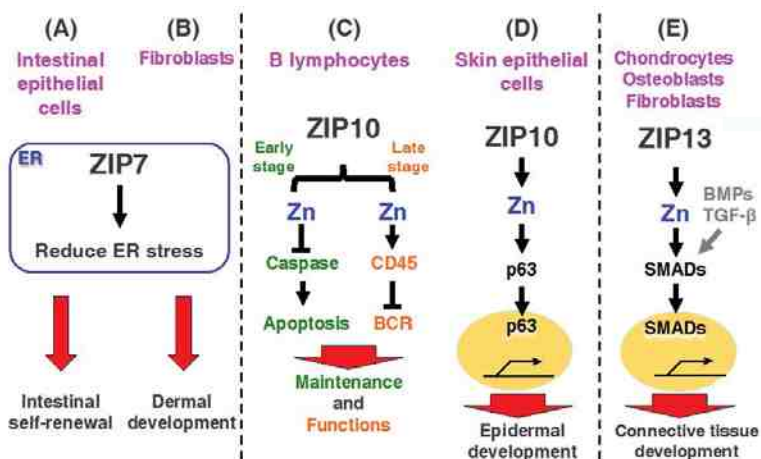 (A)
Intestinal
epithelial
cells
(B)
Fibroblasts
ER
ZIP7
Reduce ER stress
Intestinal
self-renewal
Dermal
development
(C)
B lymphocytes
ZIP10
Early
stage
Late
stage
Zn
Zn
Caspase
CD45
Apoptosis
BCR
Maintenance
and
Functions
(D)
Skin epithelial
cells
ZIP10
Zn
p63
p63
Epidermal
development
(E)
Chondrocytes
Osteoblasts
Fibroblasts
ZIP13
BMPs
TGF-β
Zn
SMADs
SMADs
Connective tissue
development